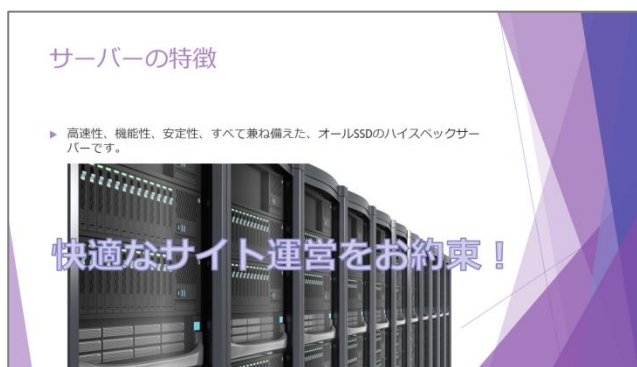 サーバーの特徴
高速性、機能性、安定性、すべて兼ね備えた、オールSSDのハイスペックサー
バーです。
快適なサイト運営をお約束！